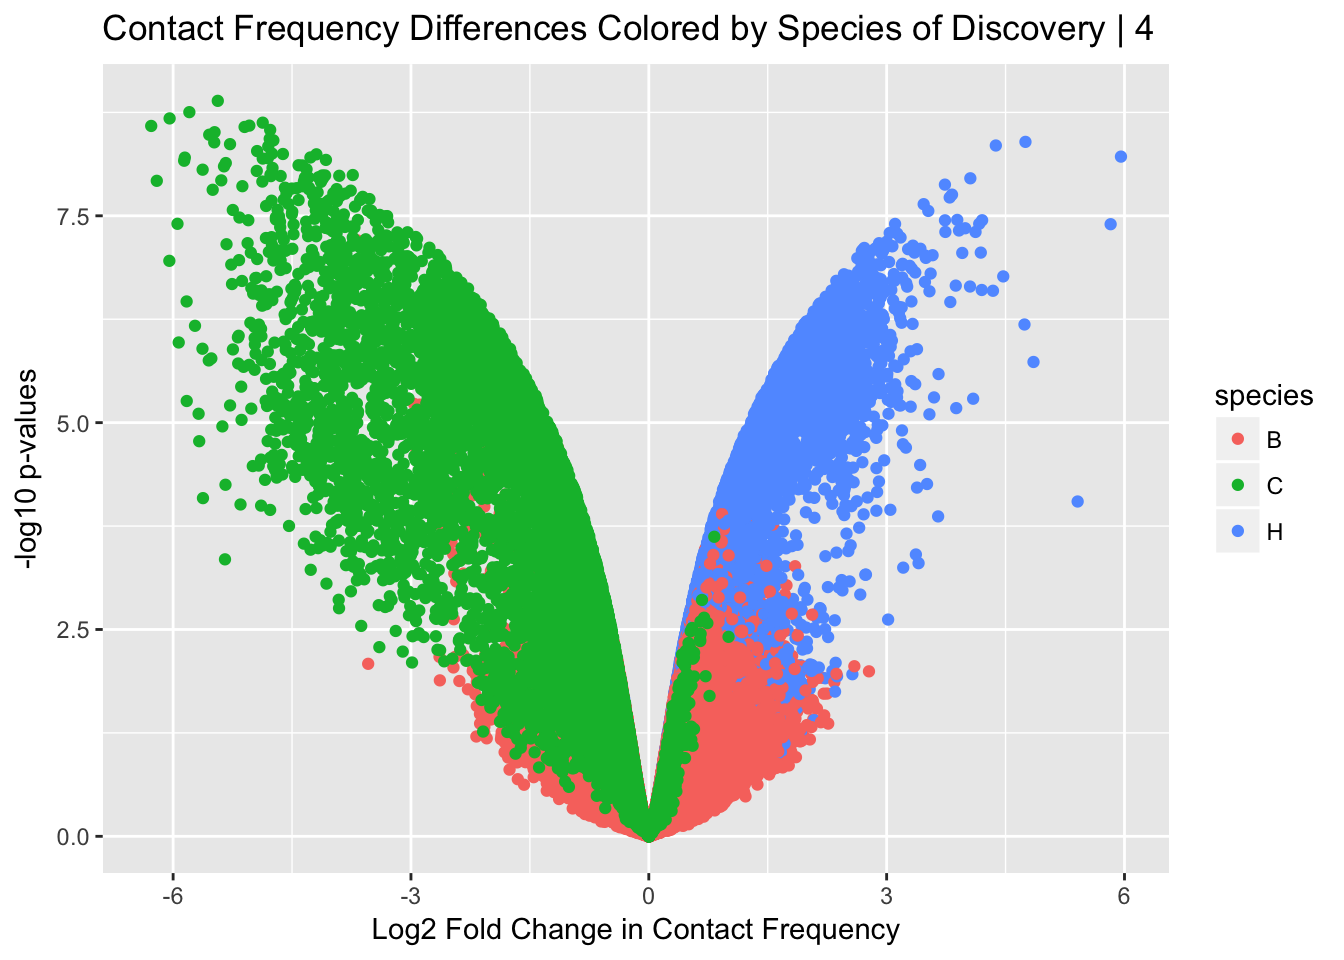 Contact Frequency Differences Colored by Species of Discovery | 4
-log10 p-values
7.5
5.0
2.5
0.0
-6
-3
0
3
6
Log2 Fold Change in Contact Frequency
species
B
C
H